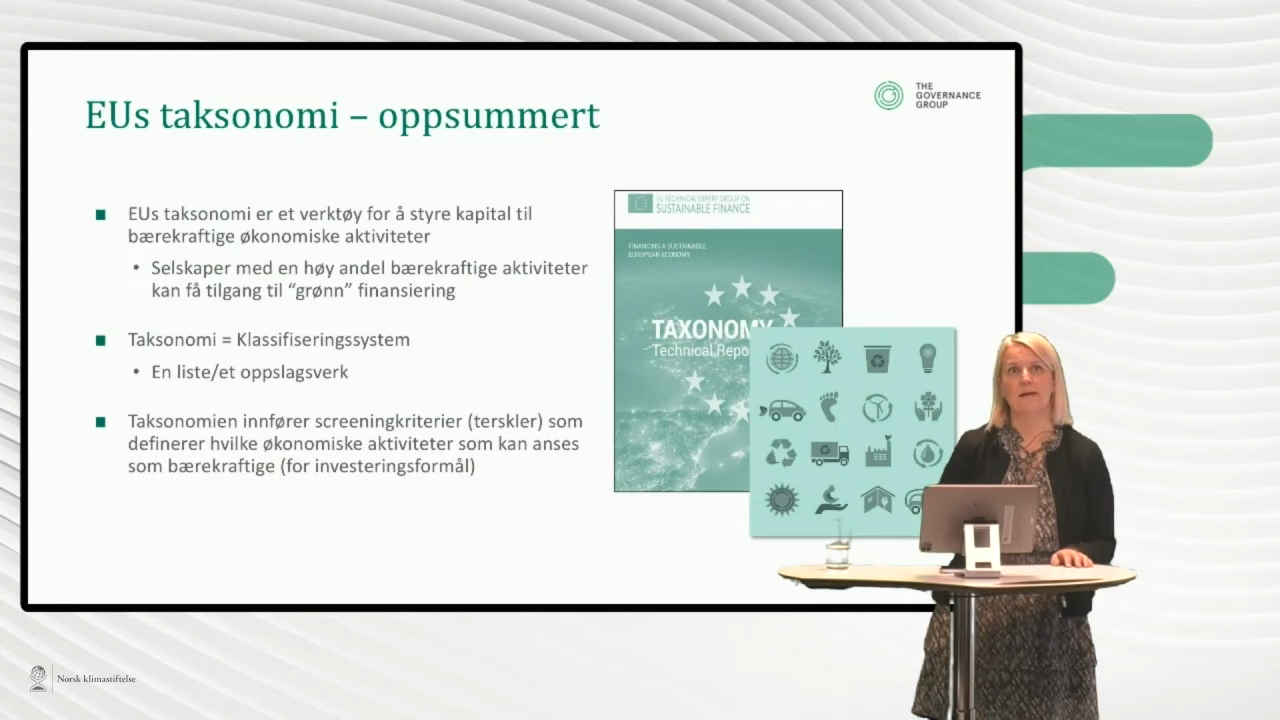 THE
GOVERNANCE
GROUP
EUs taksonomi – oppsummert
EUs taksonomi er et verktøy for å styre kapital til
bærekraftige økonomiske aktiviteter
Selskaper med en høy andel bærekraftige aktiviteter
kan få tilgang til “grønn” finansiering
Taksonomi = Klassifiseringssystem
En liste/et oppslagsverk
Taksonomien innfører screeningkriterier (terskler) som
definerer hvilke økonomiske aktiviteter som kan anses
som bærekraftige (for investeringsformål)
EU TECHNICAL EXPERT GROUP ON
SUSTAINABLE FINANCE
FINANCING A SUSTAINABLE
EUROPEAN ECONOMY
TAXONOMY
Technical Repo
Norsk klimastiftelse